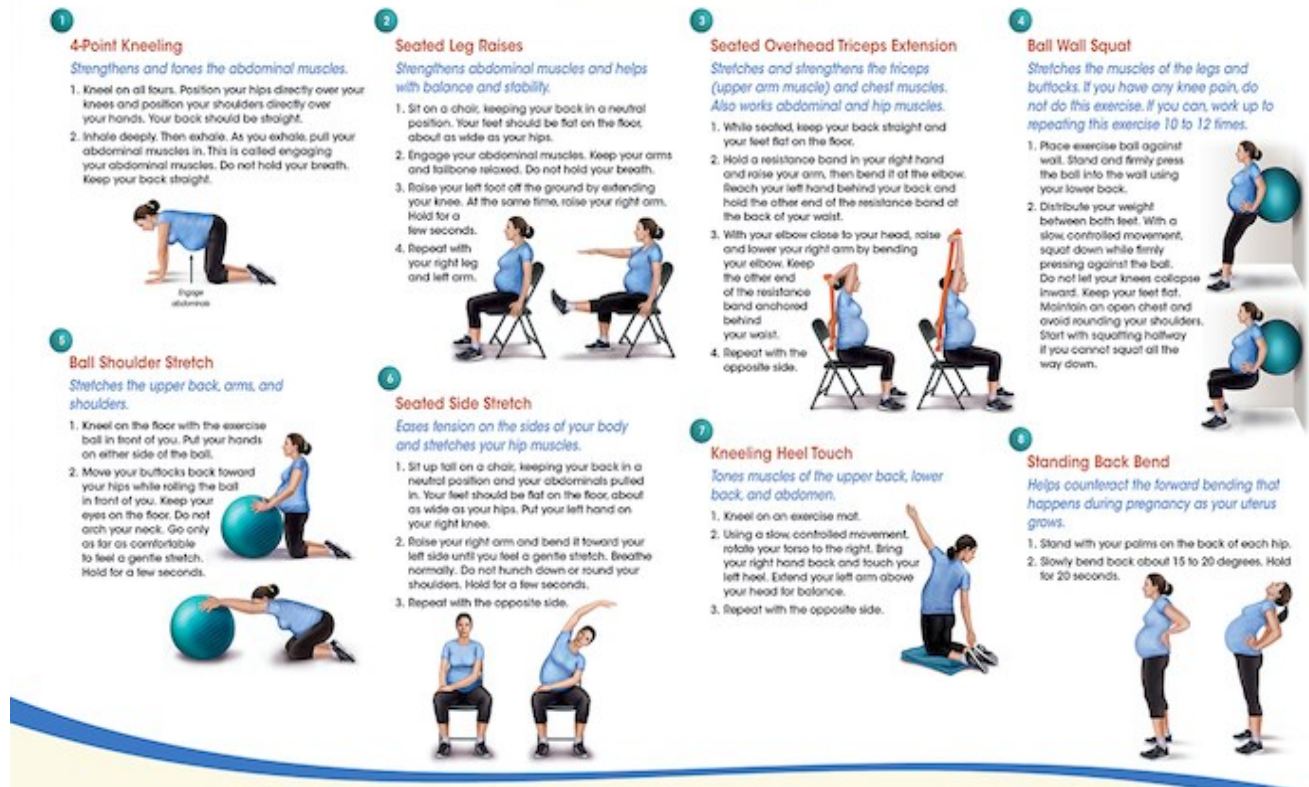 1
4-Point Kneeling
Strengthens and tones the abdominal muscles.
1. Kneel on all fours. Position your hips directly over your
knees and position your shoulders directly over
your hands. Your back should be straight.
2. Inhale deeply. Then exhale. As you exhale, pull your
abdominal muscles in. This is called engaging
your abdominal muscles. Do not hold your breath.
Keep your back straight.
Engage
abdominals
2
Seated Leg Raises
Strengthens abdominal muscles and helps
with balance and stability.
1. Sit on a chair, keeping your back in a neutral
position. Your feet should be flat on the floor,
about as wide as your hips.
2. Engage your abdominal muscles. Keep your arms
and tailbone relaxed. Do not hold your breath.
3. Raise your left foot off the ground by extending
your knee. At the same time, raise your right arm.
Hold for a
few seconds.
4. Repeat with
your right leg
and left arm.
3
Seated Overhead Triceps Extension
Stretches and strengthens the triceps
(upper arm muscle) and chest muscles.
Also works abdominal and hip muscles.
1. While seated, keep your back straight and
your feet flat on the floor.
2. Hold a resistance band in your right hand
and raise your arm, then bend it at the elbow.
Reach your left hand behind your back and
hold the other end of the resistance band at
the back of your waist.
3. With your elbow close to your head, raise
and lower your right arm by bending
your elbow. Keep
the other end
of the resistance
band anchored
behind
your waist.
4. Repeat with the
opposite side.
4
Ball Wall Squat
Stretches the muscles of the legs and
buttocks. If you have any knee pain, do
not do this exercise. If you can, work up to
repeating this exercise 10 to 12 times.
1. Place exercise ball against
wall. Stand and firmly press
the ball into the wall using
your lower back.
2. Distribute your weight
between both feet. With a
slow, controlled movement,
squat down while firmly
pressing against the ball.
Do not let your knees collapse
inward. Keep your feet flat.
Maintain an open chest and
avoid rounding your shoulders.
Start with squatting halfway
if you cannot squat all the
way down.
5
Ball Shoulder Stretch
Stretches the upper back, arms, and
shoulders.
1. Kneel on the floor with the exercise
ball in front of you. Put your hands
on either side of the ball.
2. Move your buttocks back toward
your hips while rolling the ball
in front of you. Keep your
eyes on the floor. Do not
arch your neck. Go only
as far as comfortable
to feel a gentle stretch.
Hold for a few seconds.
6
Seated Side Stretch
Eases tension on the sides of your body
and stretches your hip muscles.
1. Sit up tall on a chair, keeping your back in a
neutral position and your abdominals pulled
in. Your feet should be flat on the floor, about
as wide as your hips. Put your left hand on
your right knee.
2. Raise your right arm and bend it toward your
left side until you feel a gentle stretch. Breathe
normally. Do not hunch down or round your
shoulders. Hold for a few seconds.
3. Repeat with the opposite side.
7
Kneeling Heel Touch
Tones muscles of the upper back, lower
back, and abdomen.
1. Kneel on an exercise mat.
2. Using a slow, controlled movement,
rotate your torso to the right. Bring
your right hand back and touch your
left heel. Extend your left arm above
your head for balance.
3. Repeat with the opposite side.
8
Standing Back Bend
Helps counteract the forward bending that
happens during pregnancy as your uterus
grows.
1. Stand with your palms on the back of each hip.
2. Slowly bend back about 15 to 20 degrees. Hold
for 20 seconds.